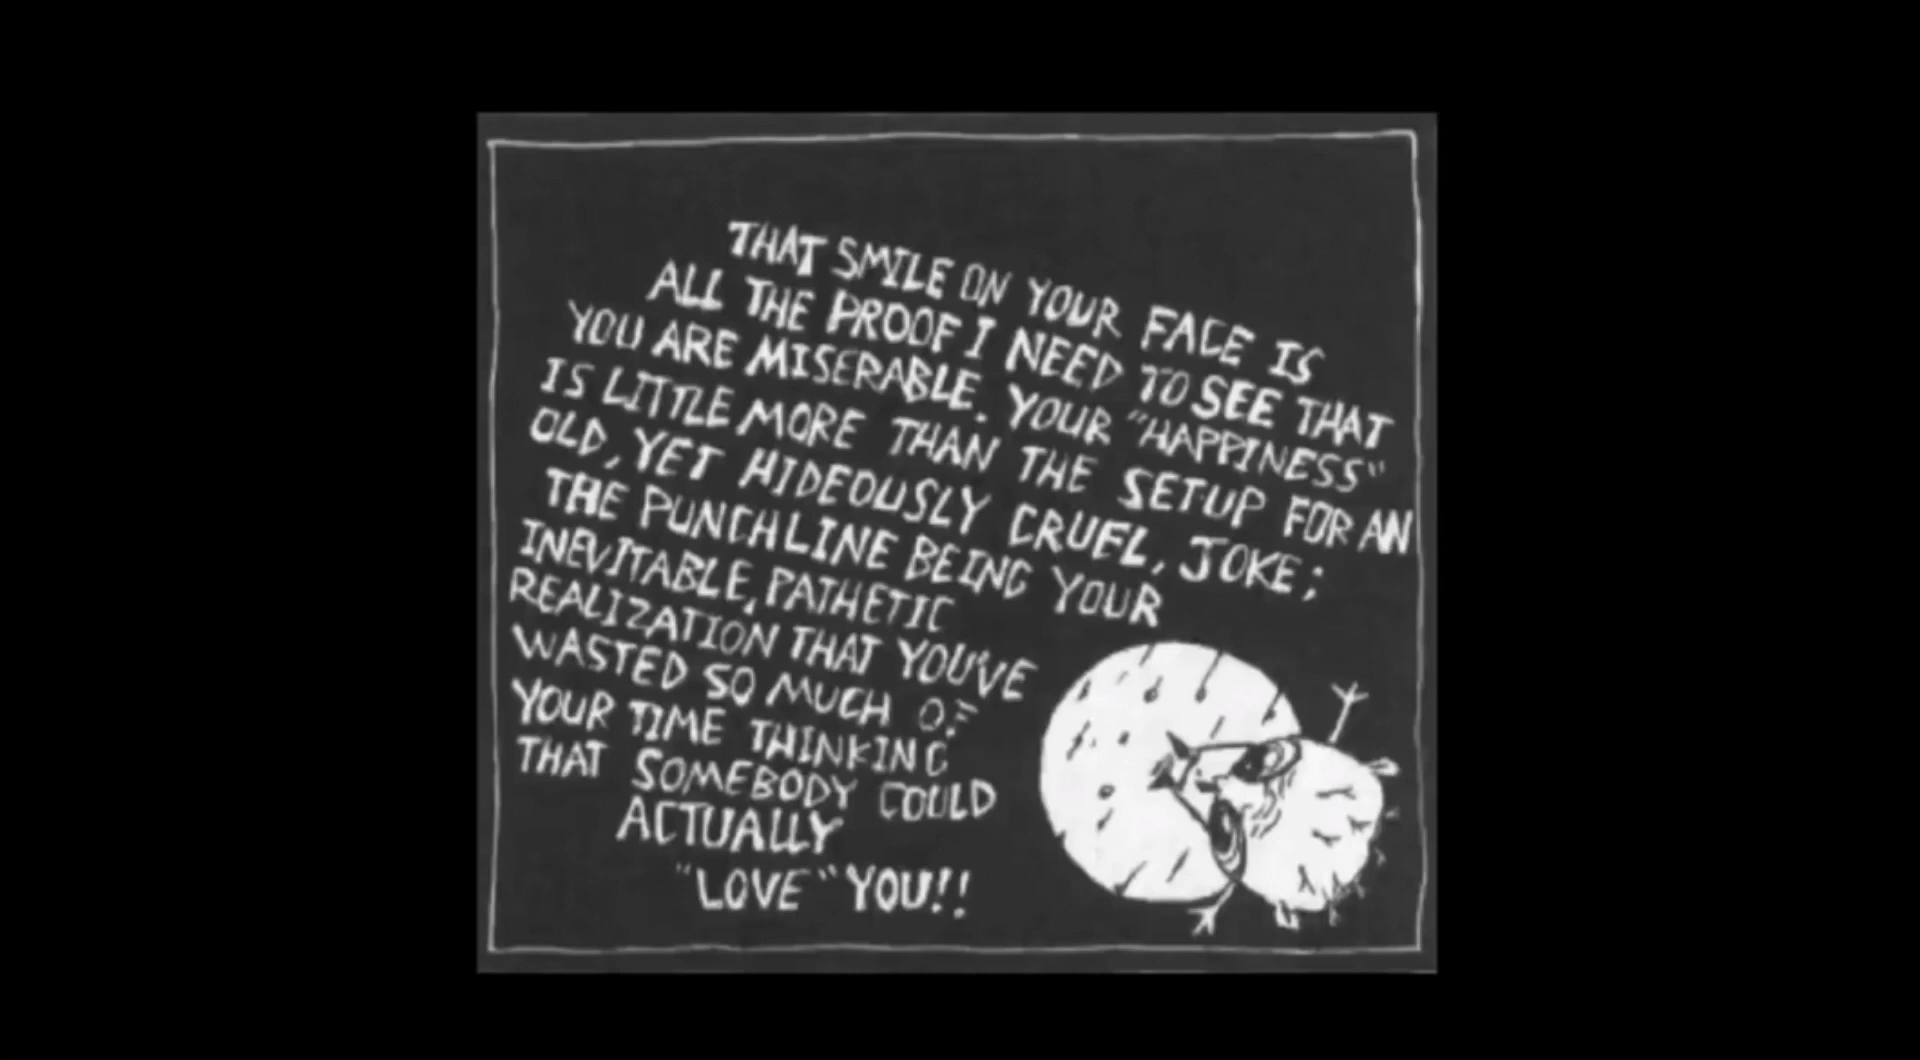 THAT SMILE ON YOUR FACE IS
ALL THE PROOF I NEED TO SEE THAT
YOU ARE MISERABLE. YOUR "HAPPINESS"
IS LITTLE MORE THAN THE SETUP FOR AN
OLD, YET HIDEOUSLY CRUEL, JOKE;
THE PUNCHLINE BEING YOUR
INEVITABLE, PATHETIC
REALIZATION THAT YOU'VE
WASTED SO MUCH OF
YOUR TIME THINKING
THAT SOMEBODY COULD
ACTUALLY
"LOVE" YOU!!